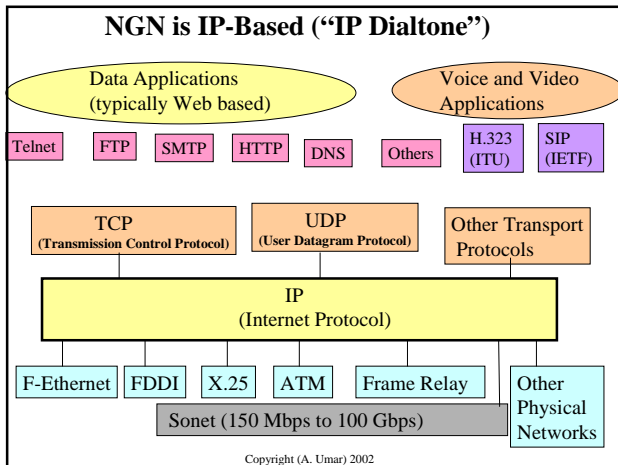 NGN is IP-Based (“IP Dialtone”)
Data Applications
(typically Web based)
Voice and Video
Applications
Telnet
FTP
SMTP
HTTP
DNS
Others
H.323
(ITU)
SIP
(IETF)
TCP
(Transmission Control Protocol)
UDP
(User Datagram Protocol)
Other Transport
Protocols
IP
(Internet Protocol)
F-Ethernet
FDDI
X.25
ATM
Frame Relay
Other
Physical
Networks
Sonet (150 Mbps to 100 Gbps)
Copyright (A. Umar) 2002